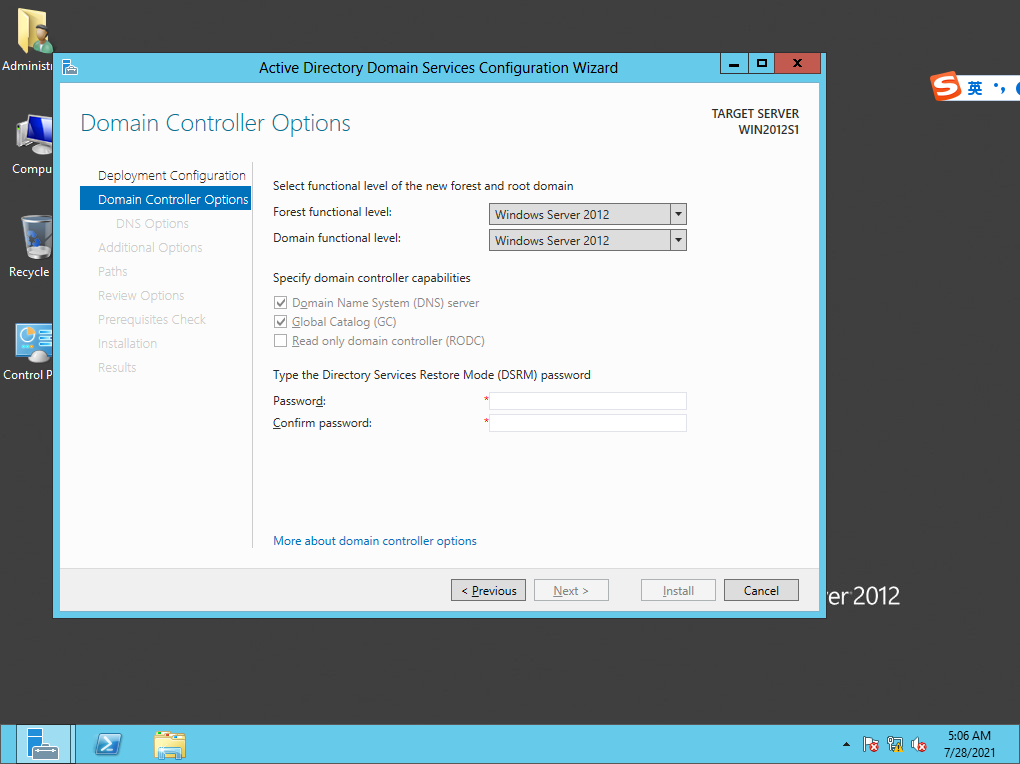 Administ
Compu
Recycle
Control P
Active Directory Domain Services Configuration Wizard
Domain Controller Options
TARGET SERVER
WIN2012S1
Deployment Configuration
Domain Controller Options
DNS Options
Additional Options
Paths
Review Options
Prerequisites Check
Installation
Results
Select functional level of the new forest and root domain
Forest functional level: Windows Server 2012
Domain functional level: Windows Server 2012
Specify domain controller capabilities
Domain Name System (DNS) server
Global Catalog (GC)
Read only domain controller (RODC)
Type the Directory Services Restore Mode (DSRM) password
Password: *
Confirm password: *
More about domain controller options
< Previous Next > Install Cancel
S 英 •,
er 2012
5:06 AM
7/28/2021